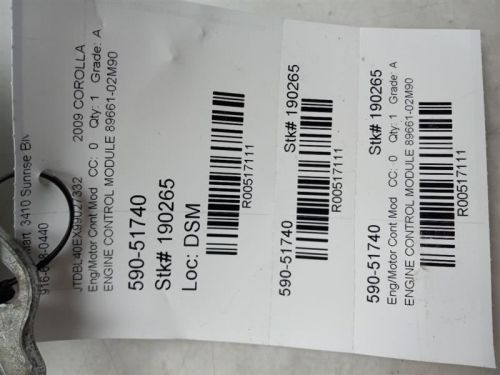 3410 Sunrise
2009 COROLLA
Eng/Motor Cont Mod CC: 0 Qty: 1 Grade: A
ENGINE CONTROL MODULE 89661-02M90
590-51740
Stk# 190265
Loc: DSM
R00517111
590-51740 Stk# 190265
R00517111
590-51740 Stk# 190265
Eng/Motor Cont Mod CC: 0 Qty: 1 Grade: A
ENGINE CONTROL MODULE 89661-02M90
R00517111